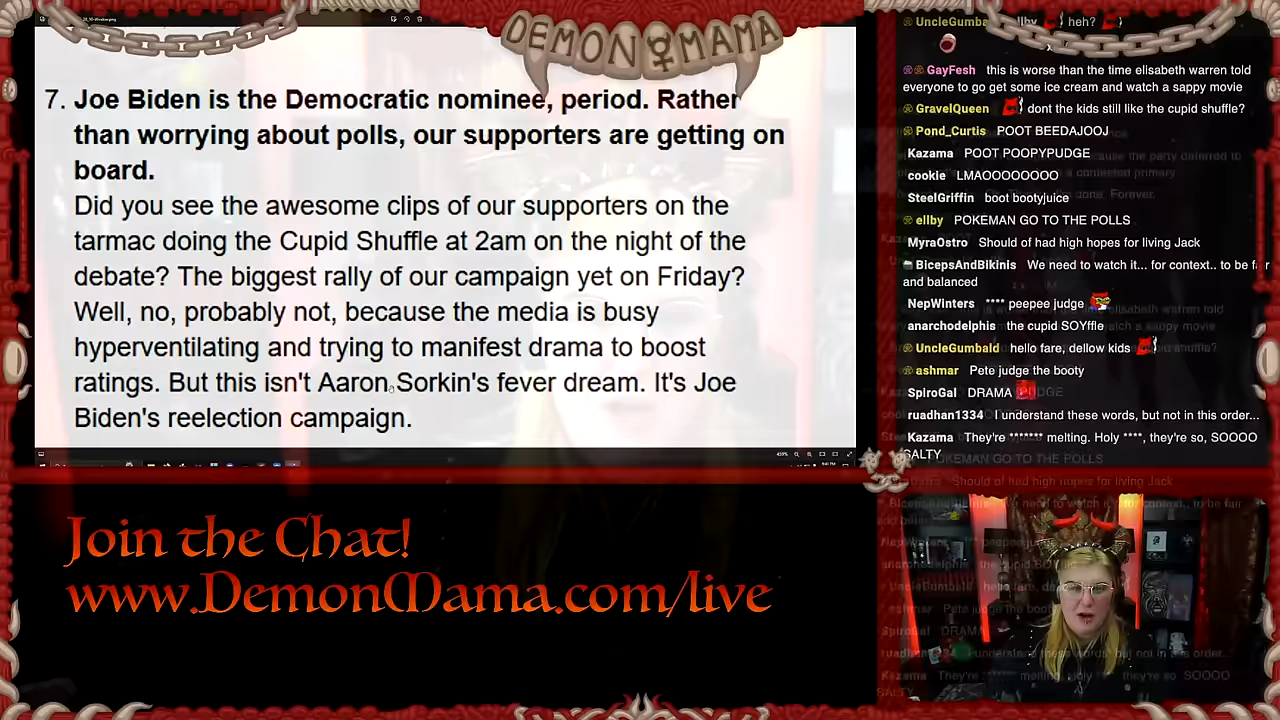 DEMON MAMA
7. Joe Biden is the Democratic nominee, period. Rather
than worrying about polls, our supporters are getting on
board.
Did you see the awesome clips of our supporters on the
tarmac doing the Cupid Shuffle at 2am on the night of the
debate? The biggest rally of our campaign yet on Friday?
Well, no, probably not, because the media is busy
hyperventilating and trying to manifest drama to boost
ratings. But this isn't Aaron Sorkin's fever dream. It's Joe
Biden's reelection campaign.
Join the Chat!
www.DemonMama.com/live
UncleGumba heh?
GayFesh this is worse than the time elisabeth warren told
everyone to go get some ice cream and watch a sappy movie
GravelQueen dont the kids still like the cupid shuffle?
Pond_Curtis POOT BEEDAJOOJ
Kazama POOT POOPYPUDGE
cookie LMAOOOOOOOO
SteelGriffin boot bootyjuice
ellby POKEMAN GO TO THE POLLS
MyraOstro Should of had high hopes for living Jack
BicepsAndBikinis We need to watch it... for context.. to be fair
and balanced
NepWinters **** peepee judge
anarchodelphis the cupid SOYffle
UncleGumbald hello fare, dellow kids
ashmar Pete judge the booty
SpiroGal DRAMA
ruadhan1334 I understand these words, but not in this order...
Kazama They're ******* melting. Holy ****, they're so, SOOOO
SALTY